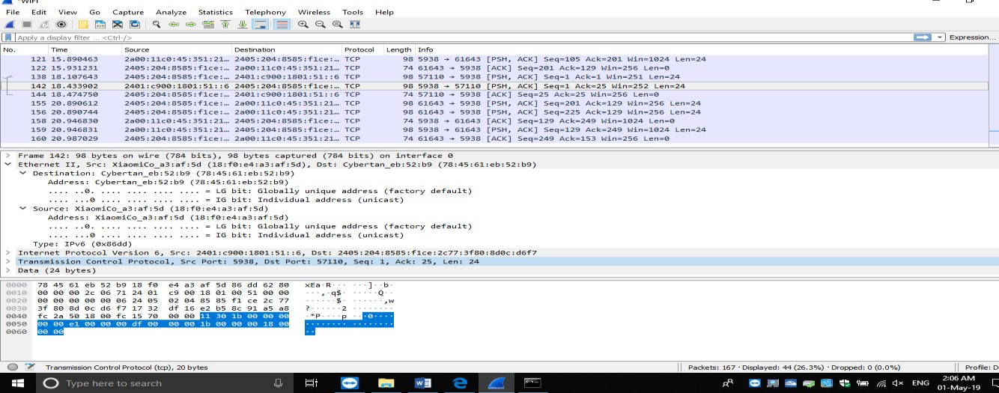 *WiFi
File Edit View Go Capture Analyze Statistics Telephony Wireless Tools Help
Apply a display filter ... <Ctrl-/> Expression...
No. Time Source Destination Protocol Length Info
121 15.890463 2a00:11c0:45:351:21… 2405:204:8585:f1ce:… TCP 98 5938 → 61643 [PSH, ACK] Seq=105 Ack=201 Win=1024 Len=24
122 15.931231 2405:204:8585:f1ce:… 2a00:11c0:45:351:21… TCP 74 61643 → 5938 [ACK] Seq=201 Ack=129 Win=256 Len=0
138 18.107643 2405:204:8585:f1ce:… 2401:c900:1801:51::6 TCP 98 57110 → 5938 [PSH, ACK] Seq=1 Ack=1 Win=251 Len=24
142 18.433902 2401:c900:1801:51::6 2405:204:8585:f1ce:… TCP 98 5938 → 57110 [PSH, ACK] Seq=1 Ack=25 Win=252 Len=24
144 18.474750 2405:204:8585:f1ce:… 2401:c900:1801:51::6 TCP 74 57110 → 5938 [ACK] Seq=25 Ack=25 Win=256 Len=0
155 20.890612 2405:204:8585:f1ce:… 2a00:11c0:45:351:21… TCP 98 61643 → 5938 [PSH, ACK] Seq=201 Ack=129 Win=256 Len=24
156 20.890744 2405:204:8585:f1ce:… 2a00:11c0:45:351:21… TCP 98 61643 → 5938 [PSH, ACK] Seq=225 Ack=129 Win=256 Len=24
158 20.946830 2a00:11c0:45:351:21… 2405:204:8585:f1ce:… TCP 74 5938 → 61643 [ACK] Seq=129 Ack=249 Win=1024 Len=0
159 20.946831 2a00:11c0:45:351:21… 2405:204:8585:f1ce:… TCP 98 5938 → 61643 [PSH, ACK] Seq=129 Ack=249 Win=1024 Len=24
160 20.987029 2405:204:8585:f1ce:… 2a00:11c0:45:351:21… TCP 74 61643 → 5938 [ACK] Seq=249 Ack=153 Win=256 Len=0
Frame 142: 98 bytes on wire (784 bits), 98 bytes captured (784 bits) on interface 0
Ethernet II, Src: XiaomiCo_a3:af:5d (18:f0:e4:a3:af:5d), Dst: Cybertan_eb:52:b9 (78:45:61:eb:52:b9)
Destination: Cybertan_eb:52:b9 (78:45:61:eb:52:b9)
Address: Cybertan_eb:52:b9 (78:45:61:eb:52:b9)
.... ..0. .... .... .... .... = LG bit: Globally unique address (factory default)
.... ...0 .... .... .... .... = IG bit: Individual address (unicast)
Source: XiaomiCo_a3:af:5d (18:f0:e4:a3:af:5d)
Address: XiaomiCo_a3:af:5d (18:f0:e4:a3:af:5d)
.... ..0. .... .... .... .... = LG bit: Globally unique address (factory default)
.... ...0 .... .... .... .... = IG bit: Individual address (unicast)
Type: IPv6 (0x86dd)
Internet Protocol Version 6, Src: 2401:c900:1801:51::6, Dst: 2405:204:8585:f1ce:2c77:3f80:8d0c:d6f7
Transmission Control Protocol, Src Port: 5938, Dst Port: 57110, Seq: 1, Ack: 25, Len: 24
Data (24 bytes)
0000 78 45 61 eb 52 b9 18 f0 e4 a3 af 5d 86 dd 62 80 xEa·R··· ···]··b·
0010 00 00 00 2c 06 71 24 01 c9 00 18 01 00 51 00 00 ···,·q$· ·····Q··
0020 00 00 00 00 00 06 24 05 02 04 85 85 f1 ce 2c 77 ······$· ······,w
0030 3f 80 8d 0c d6 f7 17 32 df 16 e2 b5 8c 91 a5 a8 ?······2 ········
0040 fc 2a 50 18 00 fc 15 70 00 00 11 30 1b 00 00 00 ·*P····p ···0····
0050 00 00 e1 00 00 00 df 00 00 00 1b 00 00 00 18 00 ········ ········
0060 00 00 ··
Transmission Control Protocol (tcp), 20 bytes Packets: 167 · Displayed: 44 (26.3%) · Dropped: 0 (0.0%) Profile: D
Type here to search ENG 2:06 AM
01-May-19